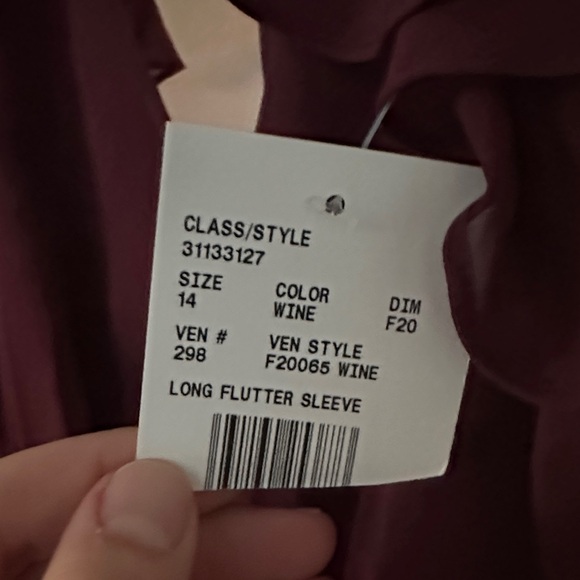 CLASS/STYLE
31133127
SIZE COLOR DIM
14 WINE F20
VEN # VEN STYLE
298 F20065 WINE
LONG FLUTTER SLEEVE